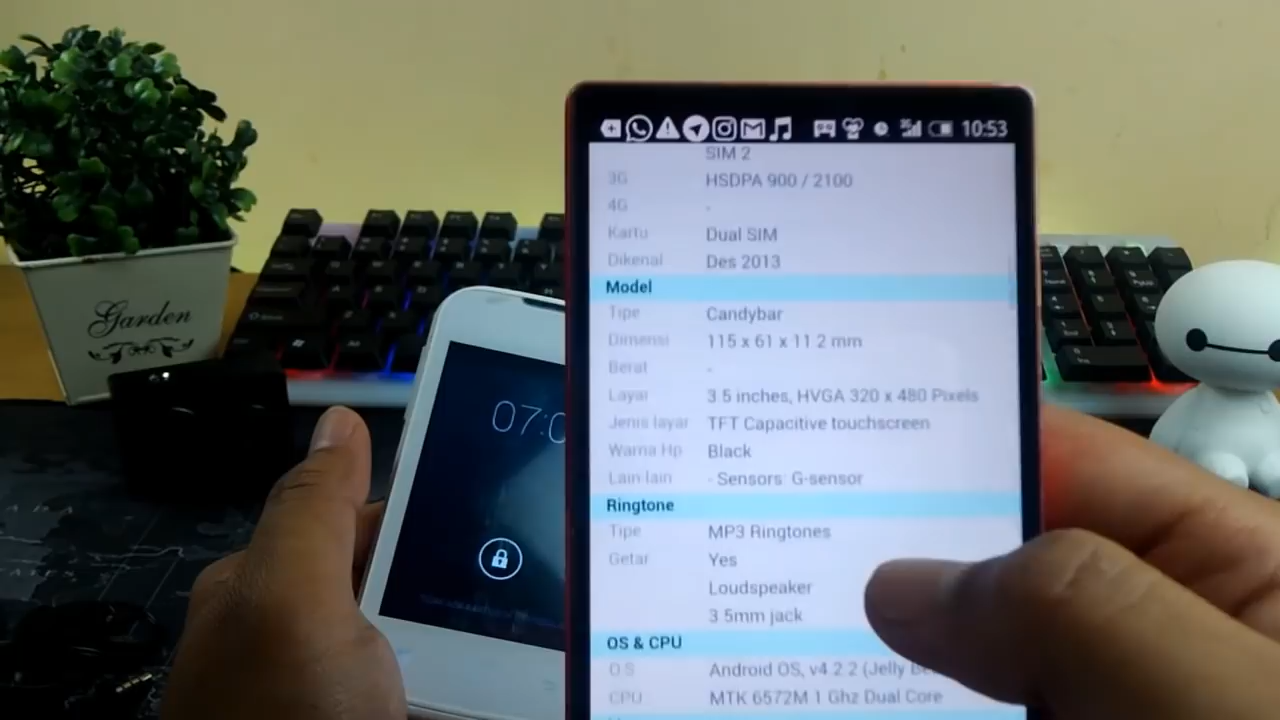 10:53
SIM 2
3G HSDPA 900 / 2100
4G -
Kartu Dual SIM
Dikenal Des 2013
Model
Tipe Candybar
Dimensi 115 x 61 x 11 2 mm
Berat -
Layar 3 5 inches, HVGA 320 x 480 Pixels
Jenis layar TFT Capacitive touchscreen
Warna Hp Black
Lain lain - Sensors: G-sensor
Ringtone
Tipe MP3 Ringtones
Getar Yes
Loudspeaker
3 5mm jack
OS & CPU
O S Android OS, v4 2 2 (Jelly
CPU MTK 6572M 1 Ghz Dual Core
Garden
07:0